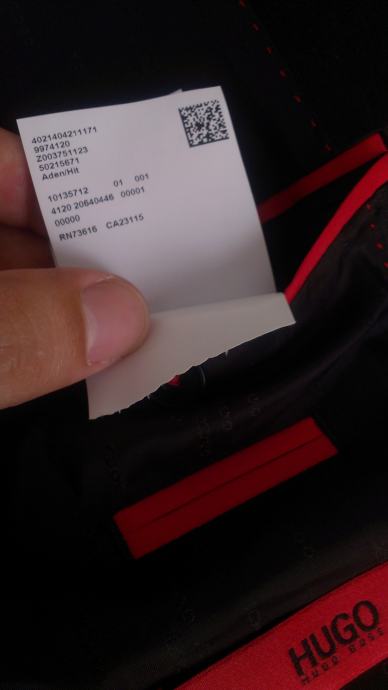 4021404211171
9974120
Z003751123
50215671
Aden/Hit
10135712 01 001
4120 20640446 00001
00000
RN73616 CA23115
HUGO
HUGO BOSS